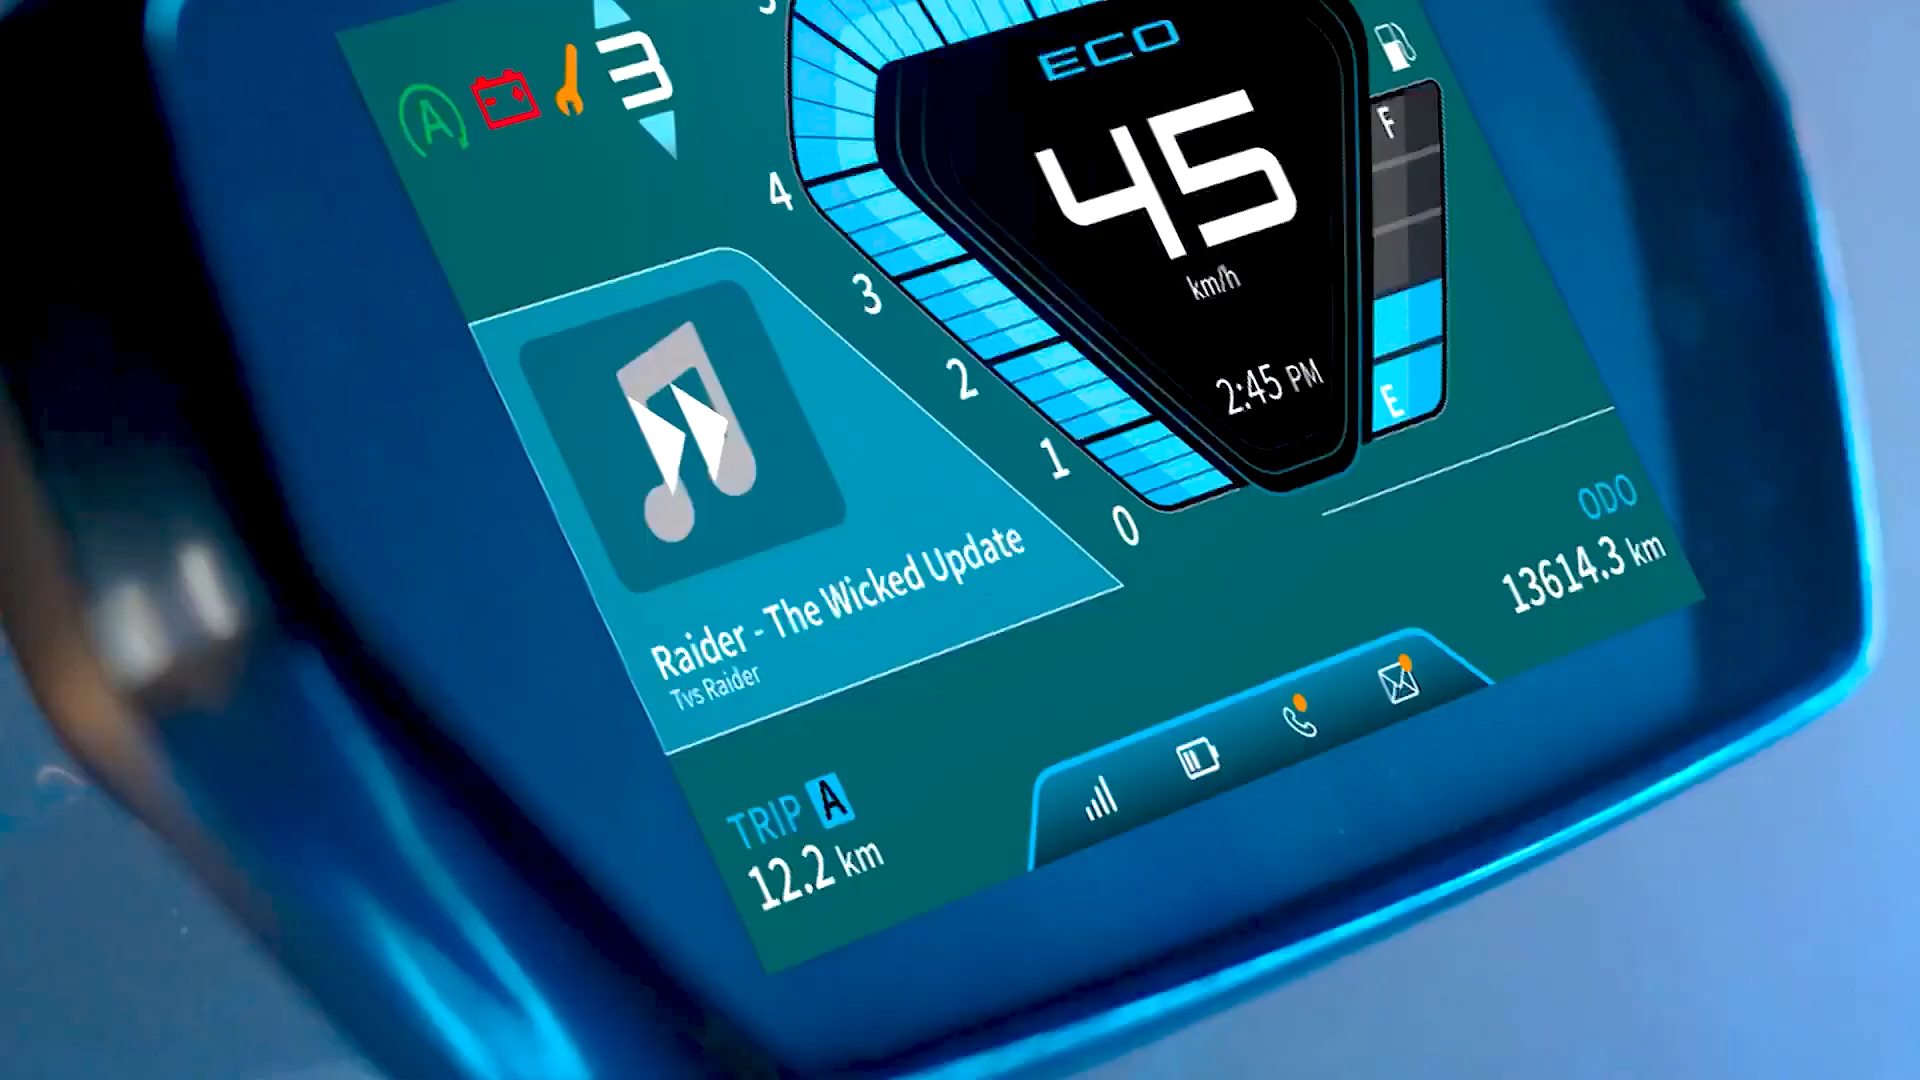 A
3
ECO
45
km/h
2:45 PM
F
E
4
3
2
1
0
Raider - The Wicked Update
Tvs Raider
ODO
13614.3 km
TRIP A
12.2 km